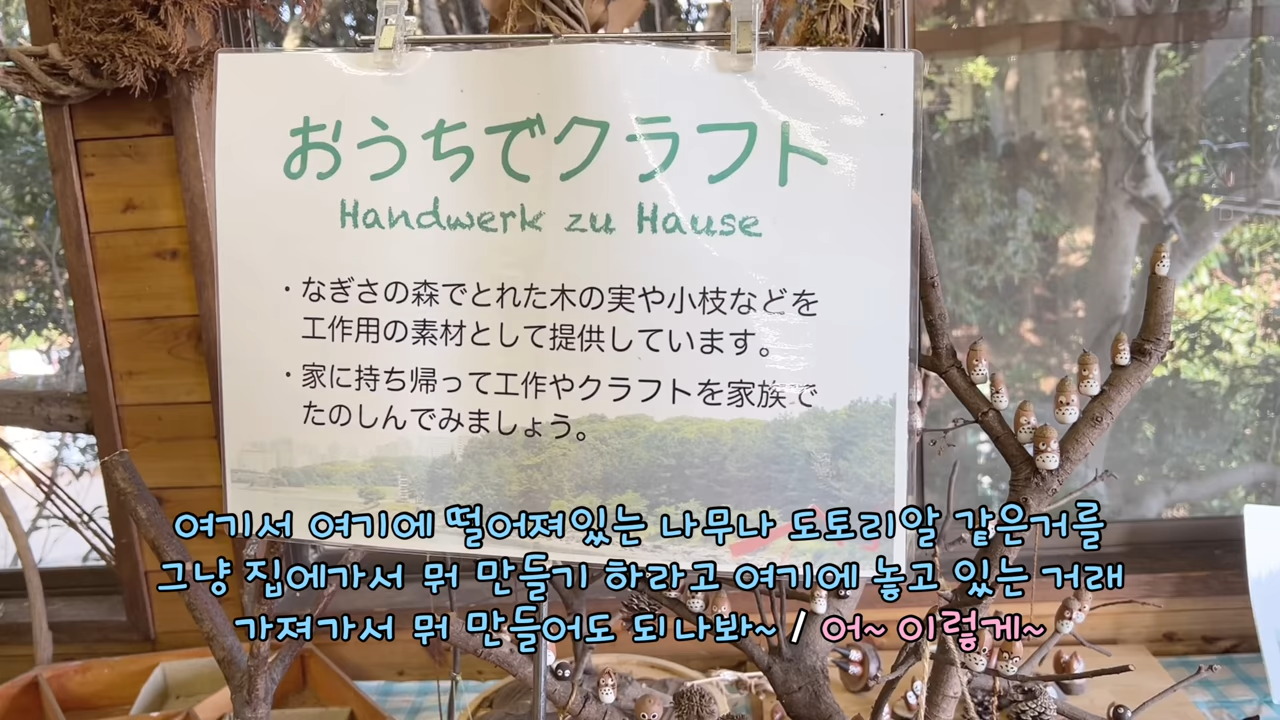 おうちでクラフト
Handwerk zu Hause
・なぎさの森でとれた木の実や小枝などを
工作用の素材として提供しています。
・家に持ち帰って工作やクラフトを家族で
たのしんでみましょう。
여기서 여기에 떨어져있는 나무나 도토리알 같은거를
그냥 집에가서 뭐 만들기 하라고 여기에 놓고 있는 거래
가져가서 뭐 만들어도 되나봐~ / 어~ 이렇게~